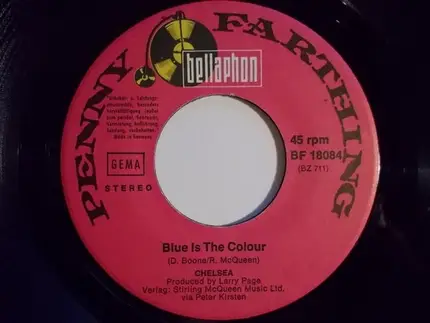 PENNY FARTHING
bellaphon
GEMA
STEREO
45 rpm
BF 18084
(BZ 711)
Blue Is The Colour
(D. Boone/R. McQueen)
CHELSEA
Produced by Larry Page
Verlag: Stirling McQueen Music Ltd.
via Peter Kirsten